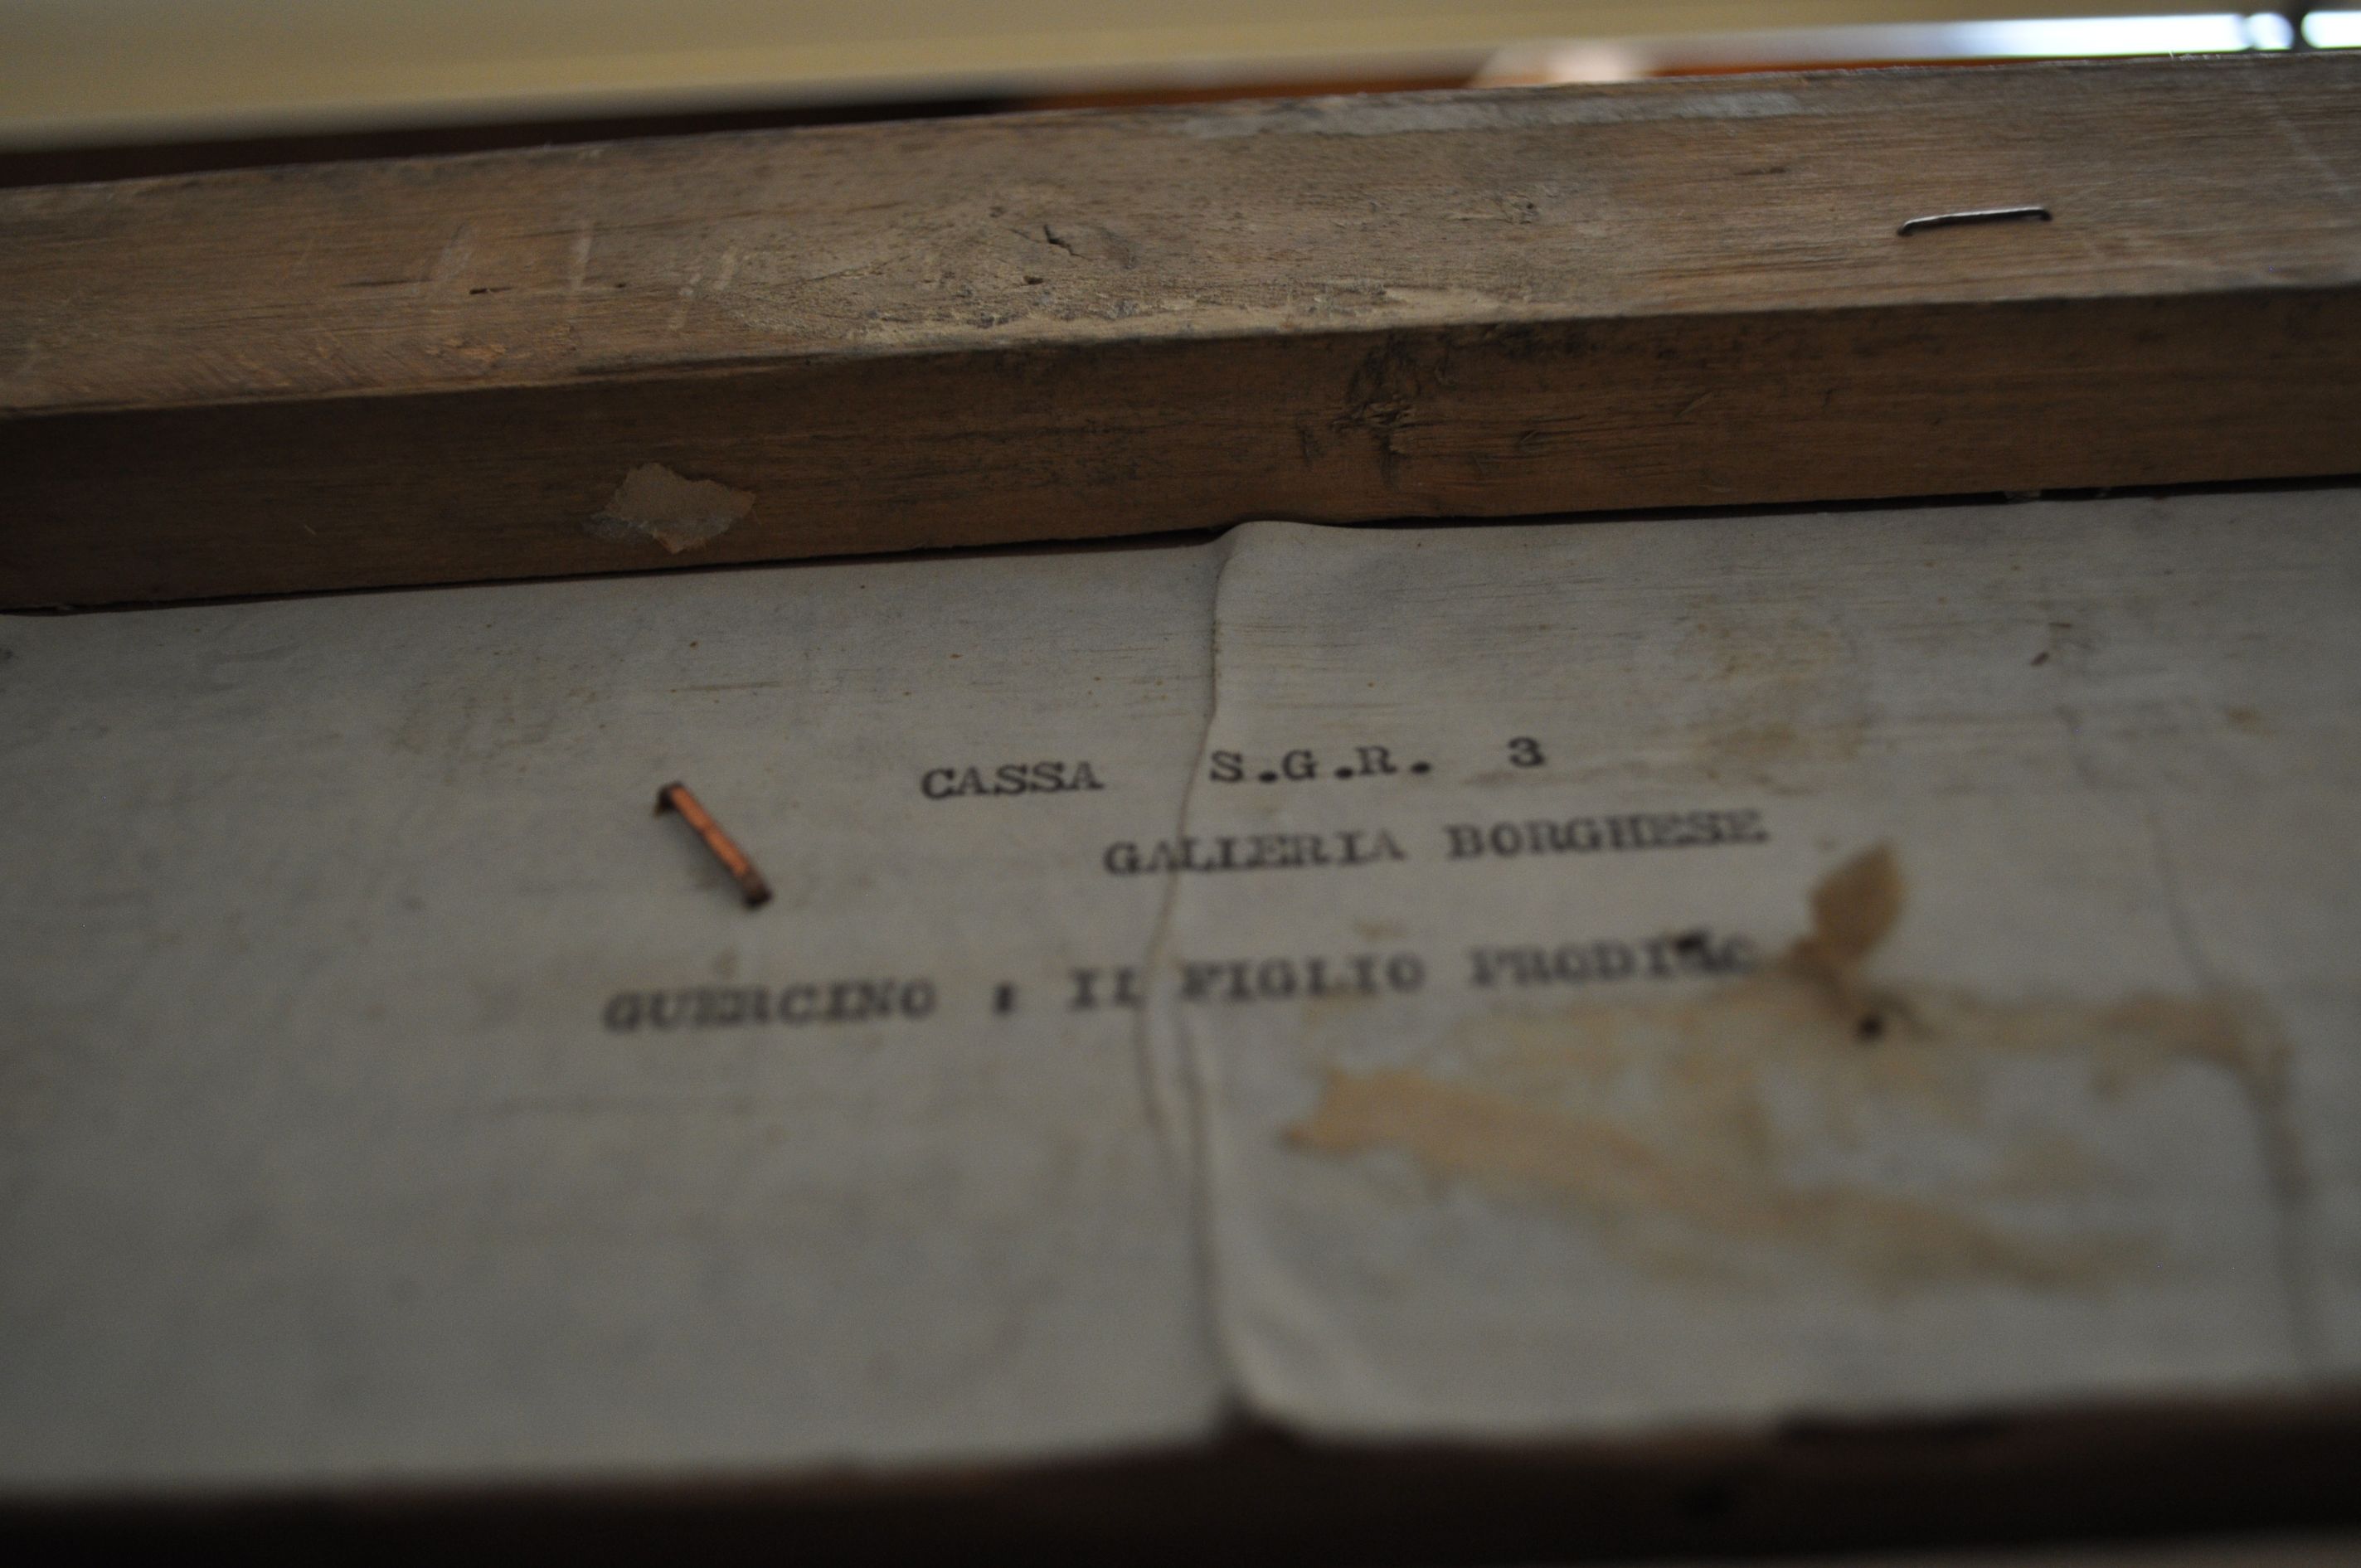 CASSA S.G.R. 3
GALLERIA BORGHESE
GUERCINO : IL FIGLIO PRODIGO